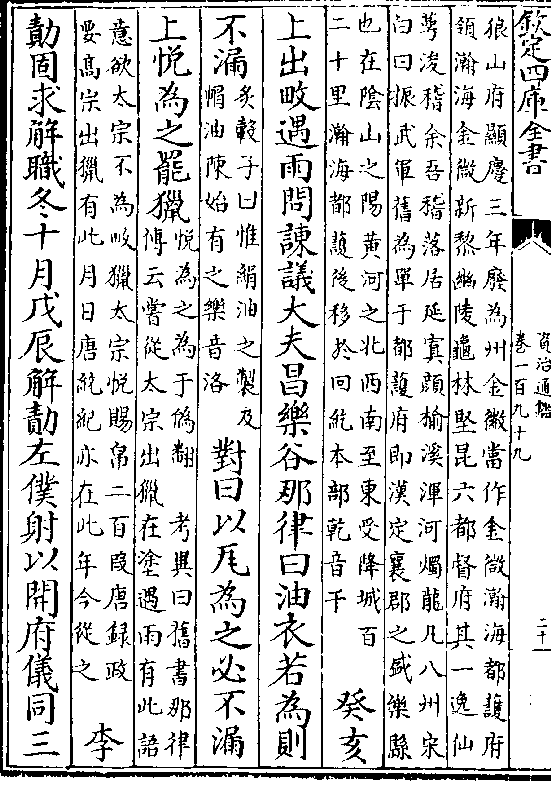 欽定四庫全書
資治通鑑
卷一百九十九
二十一
狼山府顯慶三年廢為州金徽當作金微瀚海都護府
領瀚海金微新黎幽陵龜林堅昆六都督府其一逸仙
萼浚稽余吾稽落居延寘顔榆溪渾河燭龍凡八州宋
白曰振武軍舊為單于都護府即漢定襄郡之盛樂縣
也在陰山之陽黄河之北西南至東受降城百
二十里瀚海都護後移於回紇本部乾音干
癸亥
上出畋遇雨問諫議大夫昌樂谷那律曰油衣若為則
不漏
炙轂子曰惟絹油之製及
帽油陳始有之樂音洛
對曰以瓦為之必不漏
上悦為之罷獵
悦為之為于偽翻　考異曰舊書那律
傳云嘗從太宗出獵在塗遇雨有此語
意欲太宗不為畋獵太宗悦賜帛二百段唐録政
要髙宗出獵有此月日唐統紀亦在此年今從之
李
勣固求解職冬十月戊辰解勣左僕射以開府儀同三